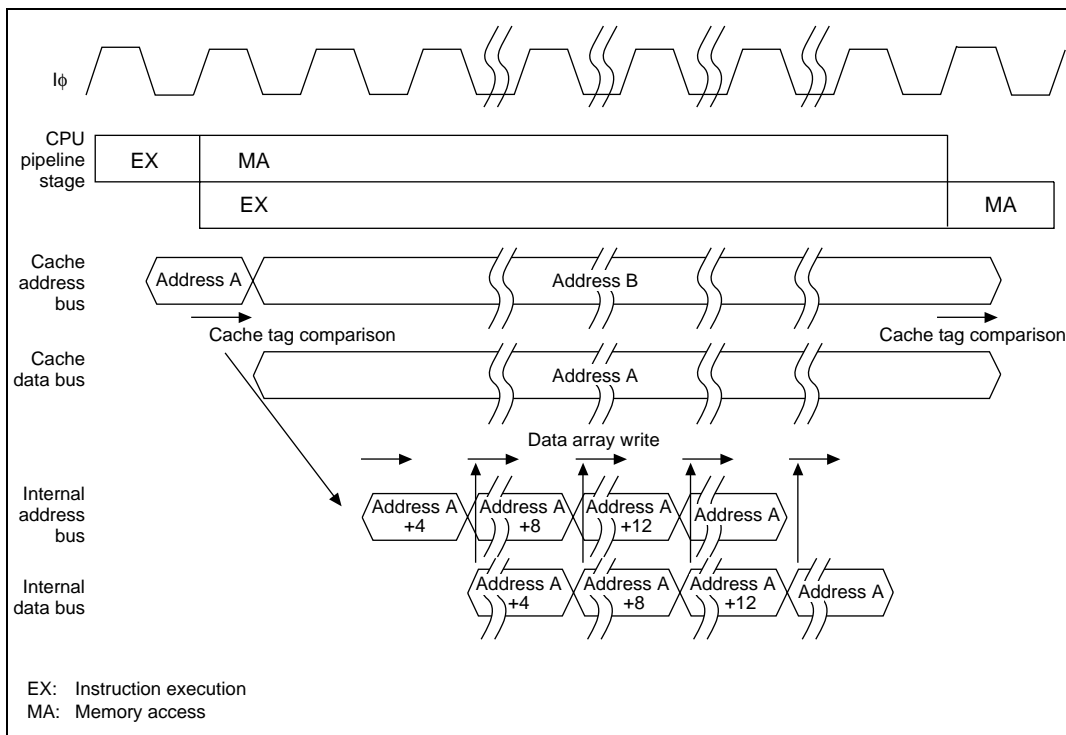 Iϕ
CPU
pipeline
stage
EX
MA
EX
MA
Cache
address
bus
Address A
Address B
Cache tag comparison
Cache tag comparison
Cache
data bus
Address A
Data array write
Internal
address
bus
Address A
+4
Address A
+8
Address A
+12
Address A
Internal
data bus
Address A
+4
Address A
+8
Address A
+12
Address A
EX: Instruction execution
MA: Memory access